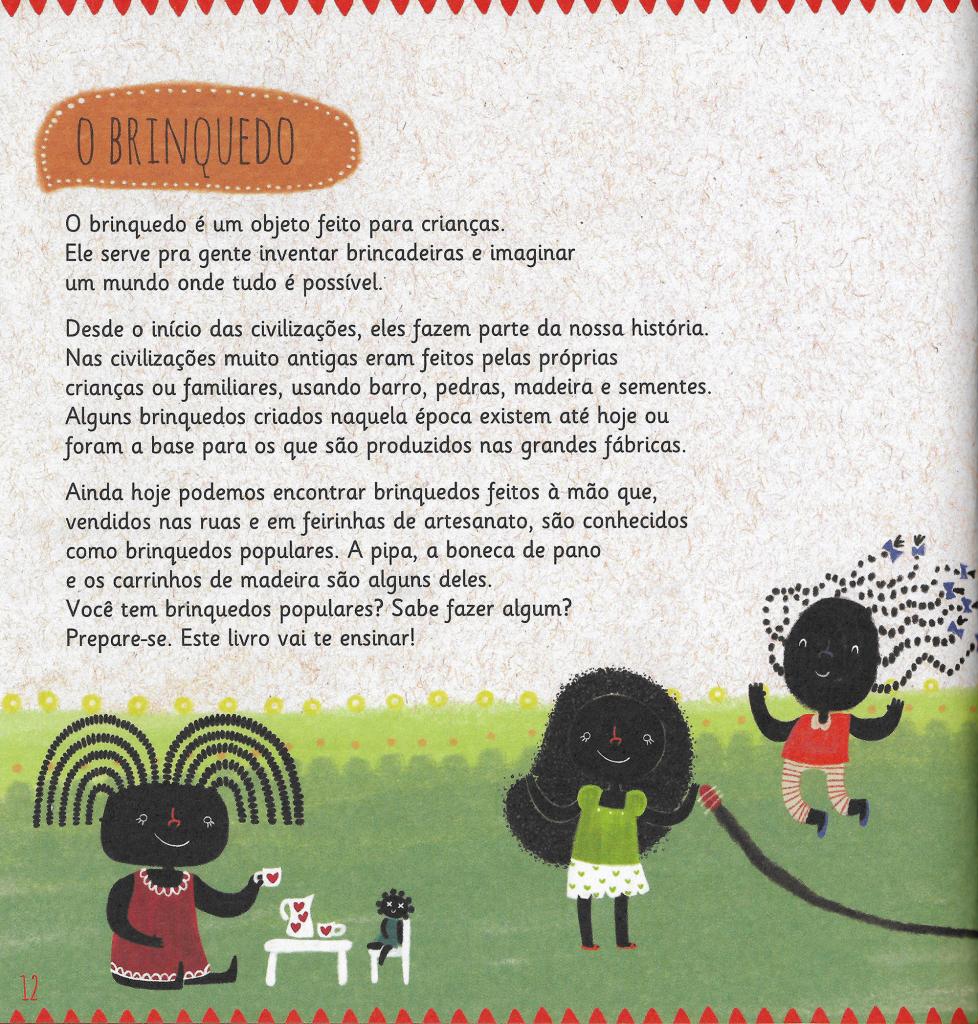 O BRINQUEDO
O brinquedo é um objeto feito para crianças.
Ele serve pra gente inventar brincadeiras e imaginar
um mundo onde tudo é possível.
Desde o início das civilizações, eles fazem parte da nossa história.
Nas civilizações muito antigas eram feitos pelas próprias
crianças ou familiares, usando barro, pedras, madeira e sementes.
Alguns brinquedos criados naquela época existem até hoje ou
foram a base para os que são produzidos nas grandes fábricas.
Ainda hoje podemos encontrar brinquedos feitos à mão que,
vendidos nas ruas e em feirinhas de artesanato, são conhecidos
como brinquedos populares. A pipa, a boneca de pano
e os carrinhos de madeira são alguns deles.
Você tem brinquedos populares? Sabe fazer algum?
Prepare-se. Este livro vai te ensinar!
12